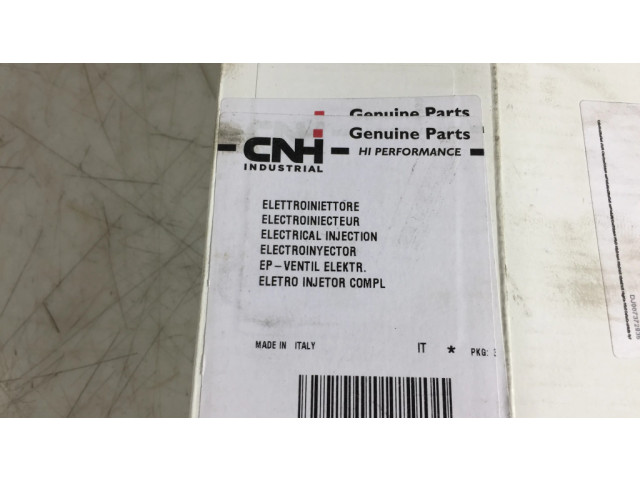 Genuine Parts
Genuine Parts
CNH
HI PERFORMANCE
INDUSTRIAL
ELETTROINIETTORE
ELECTROINIECTEUR
ELECTRICAL INJECTION
ELECTROINYECTOR
EP-VENTIL ELEKTR.
ELETRO INJETOR COMPL
MADE IN ITALY IT * PKG: